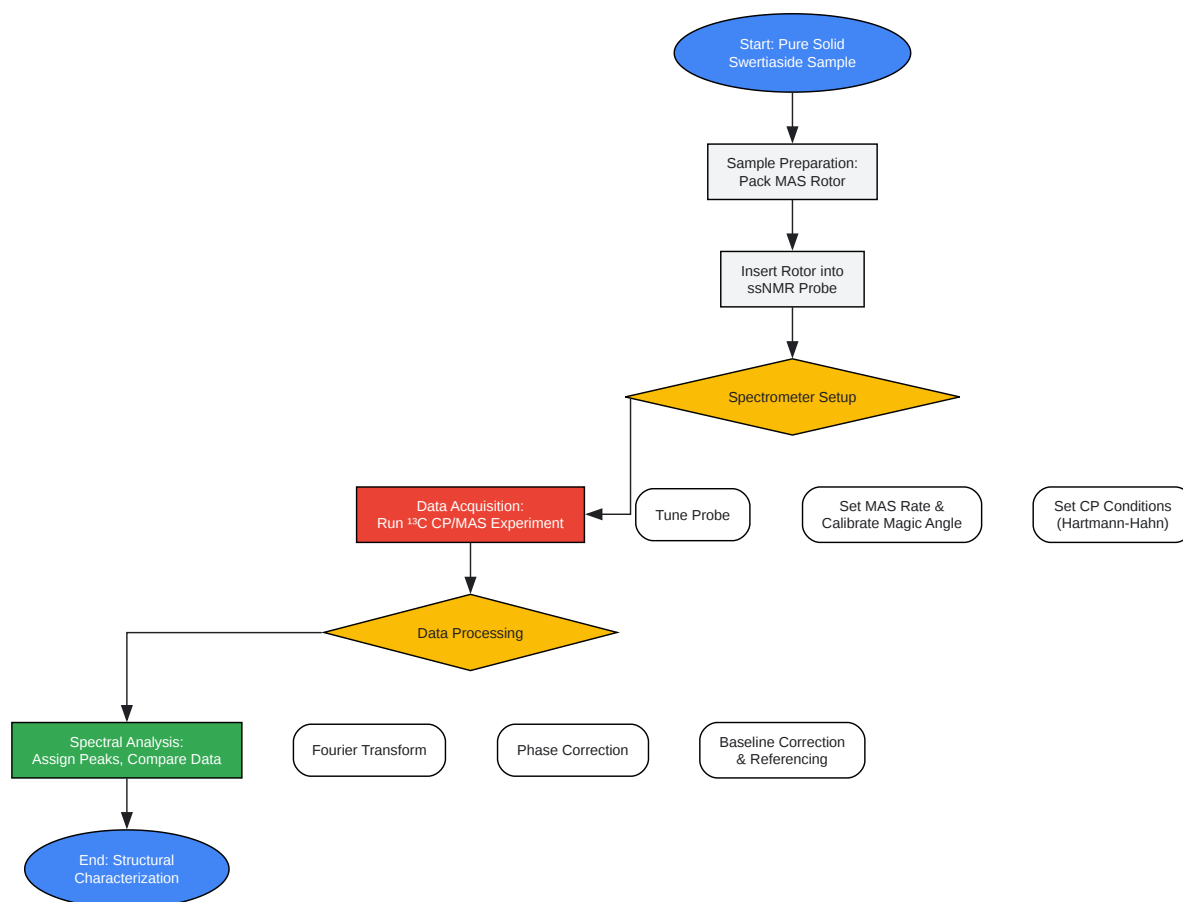 Start: Pure Solid
Swertiaside Sample
Sample Preparation:
Pack MAS Rotor
Insert Rotor into
ssNMR Probe
Spectrometer Setup
Data Acquisition:
Run ¹³C CP/MAS Experiment
Tune Probe
Set MAS Rate &
Calibrate Magic Angle
Set CP Conditions
(Hartmann-Hahn)
Data Processing
Spectral Analysis:
Assign Peaks, Compare Data
Fourier Transform
Phase Correction
Baseline Correction
& Referencing
End: Structural
Characterization